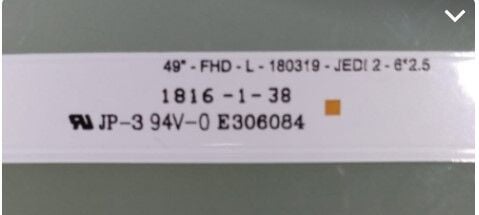 49" - FHD - L - 180319 - JEDI 2 - 6*2.5
1816 -1-38
JP-3 94V-0 E306084